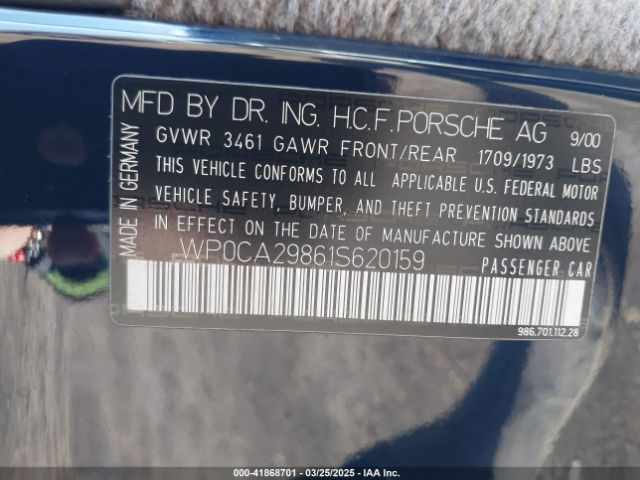 MFD BY DR. ING. H.C.F.PORSCHE AG 9/00
GVWR 3461 GAWR FRONT/REAR 1709/1973 LBS
THIS VEHICLE CONFORMS TO ALL APPLICABLE U.S. FEDERAL MOTOR
VEHICLE SAFETY, BUMPER, AND THEFT PREVENTION STANDARDS
IN EFFECT ON THE DATE OF MANUFACTURE SHOWN ABOVE
WP0CA29861S620159 PASSENGER CAR
MADE IN GERMANY
986.701.112.28
00-41868701 - 03/25/2025 - IAA Inc.